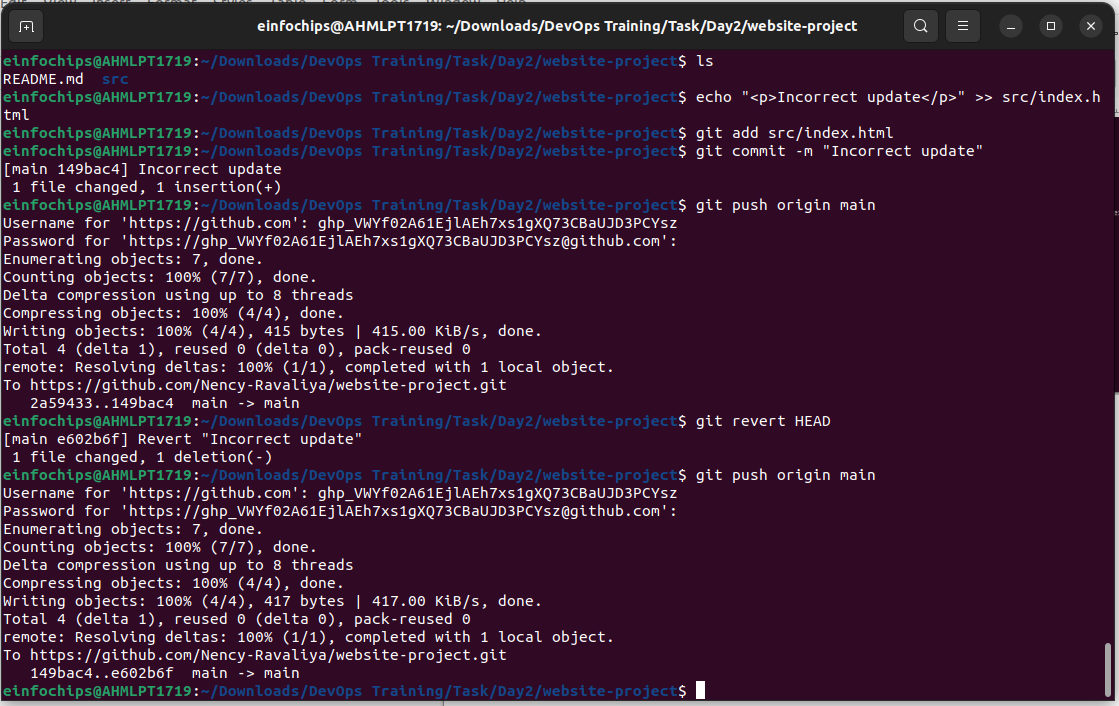 einfochips@AHMLPT1719: ~/Downloads/DevOps Training/Task/Day2/website-project
einfochips@AHMLPT1719:~/Downloads/DevOps Training/Task/Day2/website-project$ ls
README.md  src
einfochips@AHMLPT1719:~/Downloads/DevOps Training/Task/Day2/website-project$ echo "<p>Incorrect update</p>" >> src/index.h
tml
einfochips@AHMLPT1719:~/Downloads/DevOps Training/Task/Day2/website-project$ git add src/index.html
einfochips@AHMLPT1719:~/Downloads/DevOps Training/Task/Day2/website-project$ git commit -m "Incorrect update"
[main 149bac4] Incorrect update
 1 file changed, 1 insertion(+)
einfochips@AHMLPT1719:~/Downloads/DevOps Training/Task/Day2/website-project$ git push origin main
Username for 'https://github.com': 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
Password for 'https://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@github.com':
Enumerating objects: 7, done.
Counting objects: 100% (7/7), done.
Delta compression using up to 8 threads
Compressing objects: 100% (4/4), done.
Writing objects: 100% (4/4), 415 bytes | 415.00 KiB/s, done.
Total 4 (delta 1), reused 0 (delta 0), pack-reused 0
remote: Resolving deltas: 100% (1/1), completed with 1 local object.
To https://github.com/Nency-Ravaliya/website-project.git
   2a59433..149bac4  main -> main
einfochips@AHMLPT1719:~/Downloads/DevOps Training/Task/Day2/website-project$ git revert HEAD
[main e602b6f] Revert "Incorrect update"
 1 file changed, 1 deletion(-)
einfochips@AHMLPT1719:~/Downloads/DevOps Training/Task/Day2/website-project$ git push origin main
Username for 'https://github.com': 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
Password for 'https://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@github.com':
Enumerating objects: 7, done.
Counting objects: 100% (7/7), done.
Delta compression using up to 8 threads
Compressing objects: 100% (4/4), done.
Writing objects: 100% (4/4), 417 bytes | 417.00 KiB/s, done.
Total 4 (delta 1), reused 0 (delta 0), pack-reused 0
remote: Resolving deltas: 100% (1/1), completed with 1 local object.
To https://github.com/Nency-Ravaliya/website-project.git
   149bac4..e602b6f  main -> main
einfochips@AHMLPT1719:~/Downloads/DevOps Training/Task/Day2/website-project$